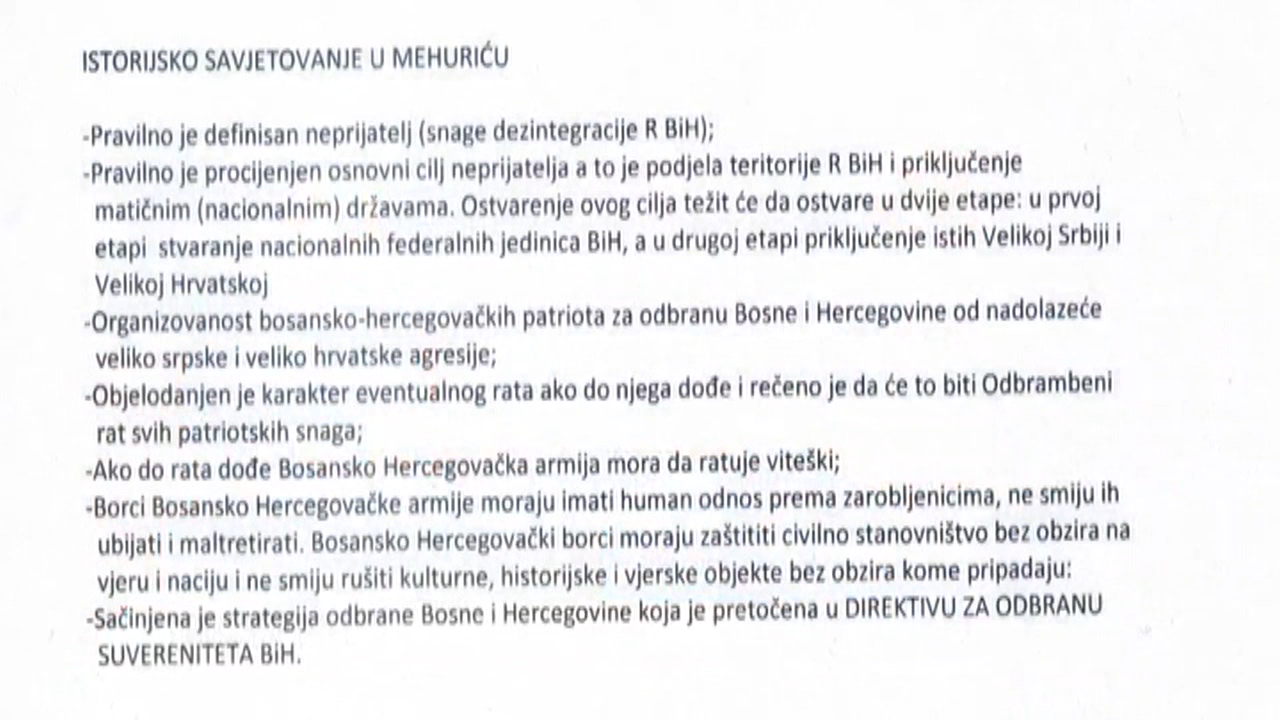 ISTORIJSKO SAVJETOVANJE U MEHURIĆU
-Pravilno je definisan neprijatelj (snage dezintegracije R BiH);
-Pravilno je procijenjen osnovni cilj neprijatelja a to je podjela teritorije R BiH i priključenje
matičnim (nacionalnim) državama. Ostvarenje ovog cilja težit će da ostvare u dvije etape: u prvoj
etapi stvaranje nacionalnih federalnih jedinica BiH, a u drugoj etapi priključenje istih Velikoj Srbiji i
Velikoj Hrvatskoj
-Organizovanost bosansko-hercegovačkih patriota za odbranu Bosne i Hercegovine od nadolazeće
veliko srpske i veliko hrvatske agresije;
-Objelodanjen je karakter eventualnog rata ako do njega dođe i rečeno je da će to biti Odbrambeni
rat svih patriotskih snaga;
-Ako do rata dođe Bosansko Hercegovačka armija mora da ratuje viteški;
-Borci Bosansko Hercegovačke armije moraju imati human odnos prema zarobljenicima, ne smiju ih
ubijati i maltretirati. Bosansko Hercegovački borci moraju zaštititi civilno stanovništvo bez obzira na
vjeru i naciju i ne smiju rušiti kulturne, historijske i vjerske objekte bez obzira kome pripadaju:
-Sačinjena je strategija odbrane Bosne i Hercegovine koja je pretočena u DIREKTIVU ZA ODBRANU
SUVERENITETA BiH.